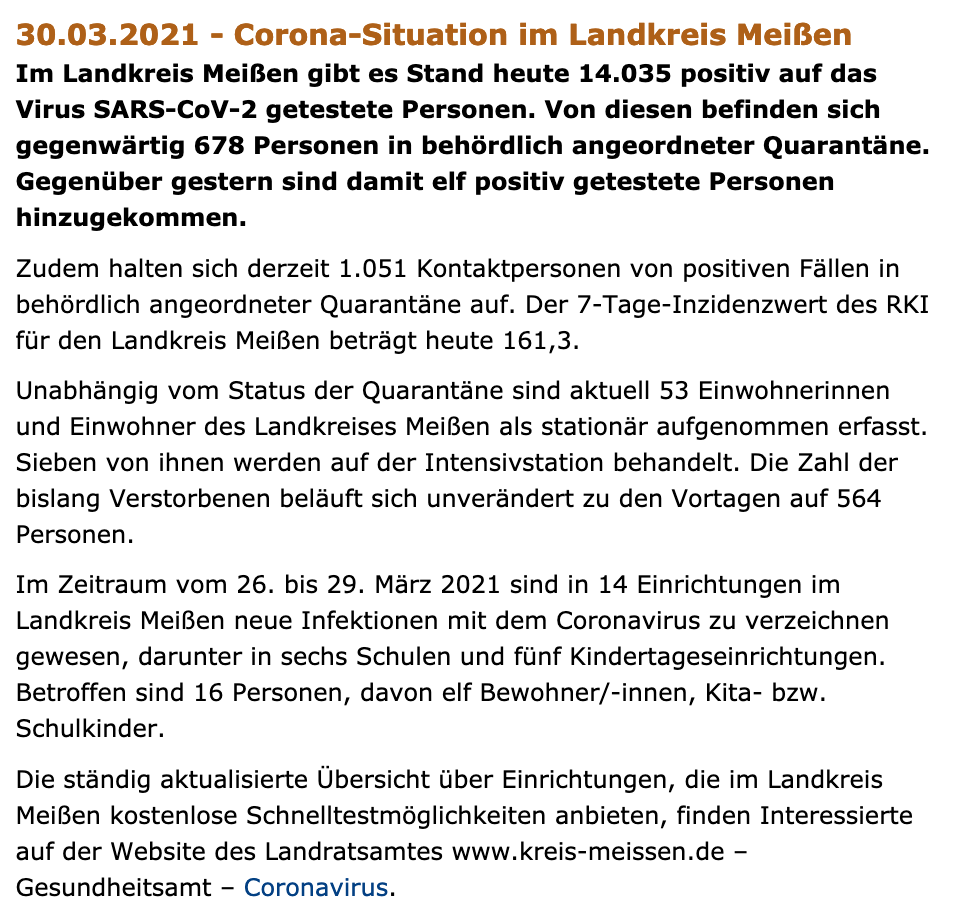 30.03.2021 - Corona-Situation im Landkreis Meißen
Im Landkreis Meißen gibt es Stand heute 14.035 positiv auf das
Virus SARS-CoV-2 getestete Personen. Von diesen befinden sich
gegenwärtig 678 Personen in behördlich angeordneter Quarantäne.
Gegenüber gestern sind damit elf positiv getestete Personen
hinzugekommen.
Zudem halten sich derzeit 1.051 Kontaktpersonen von positiven Fällen in
behördlich angeordneter Quarantäne auf. Der 7-Tage-Inzidenzwert des RKI
für den Landkreis Meißen beträgt heute 161,3.
Unabhängig vom Status der Quarantäne sind aktuell 53 Einwohnerinnen
und Einwohner des Landkreises Meißen als stationär aufgenommen erfasst.
Sieben von ihnen werden auf der Intensivstation behandelt. Die Zahl der
bislang Verstorbenen beläuft sich unverändert zu den Vortagen auf 564
Personen.
Im Zeitraum vom 26. bis 29. März 2021 sind in 14 Einrichtungen im
Landkreis Meißen neue Infektionen mit dem Coronavirus zu verzeichnen
gewesen, darunter in sechs Schulen und fünf Kindertageseinrichtungen.
Betroffen sind 16 Personen, davon elf Bewohner/-innen, Kita- bzw.
Schulkinder.
Die ständig aktualisierte Übersicht über Einrichtungen, die im Landkreis
Meißen kostenlose Schnelltestmöglichkeiten anbieten, finden Interessierte
auf der Website des Landratsamtes www.kreis-meissen.de –
Gesundheitsamt – Coronavirus.